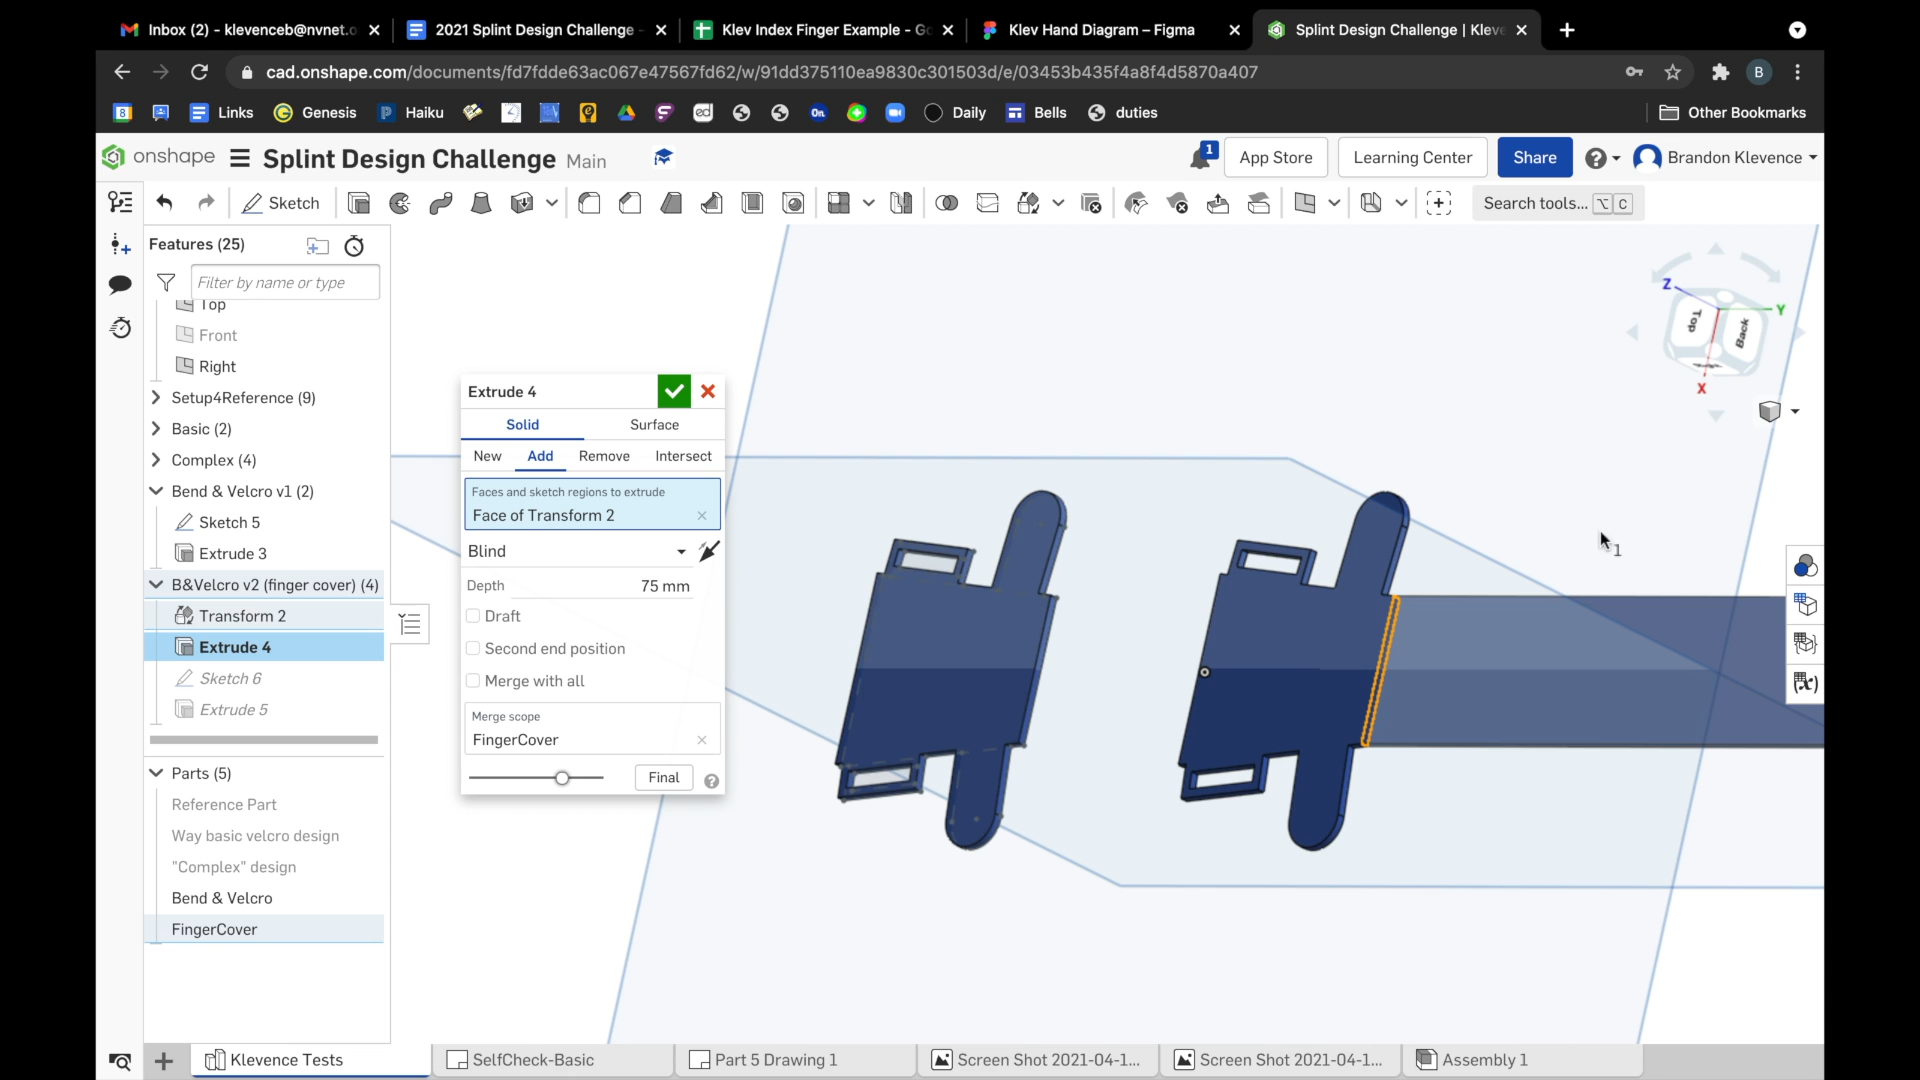 Inbox (2) - klevenceb@nvnet.o
2021 Splint Design Challenge -
Klev Index Finger Example - Go
Klev Hand Diagram – Figma
Splint Design Challenge | Kleve
cad.onshape.com/documents/fd7fdde63ac067e47567fd62/w/91dd375110ea9830c301503d/e/03453b435f4a8f4d5870a407
B
8
Links
Genesis
Haiku
ed
On
Daily
Bells
duties
Other Bookmarks
onshape
Splint Design Challenge Main
1
App Store
Learning Center
Share
Brandon Klevence
Sketch
Search tools... ⌥ C
Features (25)
Filter by name or type
Top
Front
Right
Setup4Reference (9)
Basic (2)
Complex (4)
Bend & Velcro v1 (2)
Sketch 5
Extrude 3
B&Velcro v2 (finger cover) (4)
Transform 2
Extrude 4
Sketch 6
Extrude 5
Parts (5)
Reference Part
Way basic velcro design
"Complex" design
Bend & Velcro
FingerCover
Extrude 4
Solid
Surface
New
Add
Remove
Intersect
Faces and sketch regions to extrude
Face of Transform 2
Blind
Depth
75 mm
Draft
Second end position
Merge with all
Merge scope
FingerCover
Final
Z
Y
X
Top
Back
1
(x)
Klevence Tests
SelfCheck-Basic
Part 5 Drawing 1
Screen Shot 2021-04-1...
Screen Shot 2021-04-1...
Assembly 1